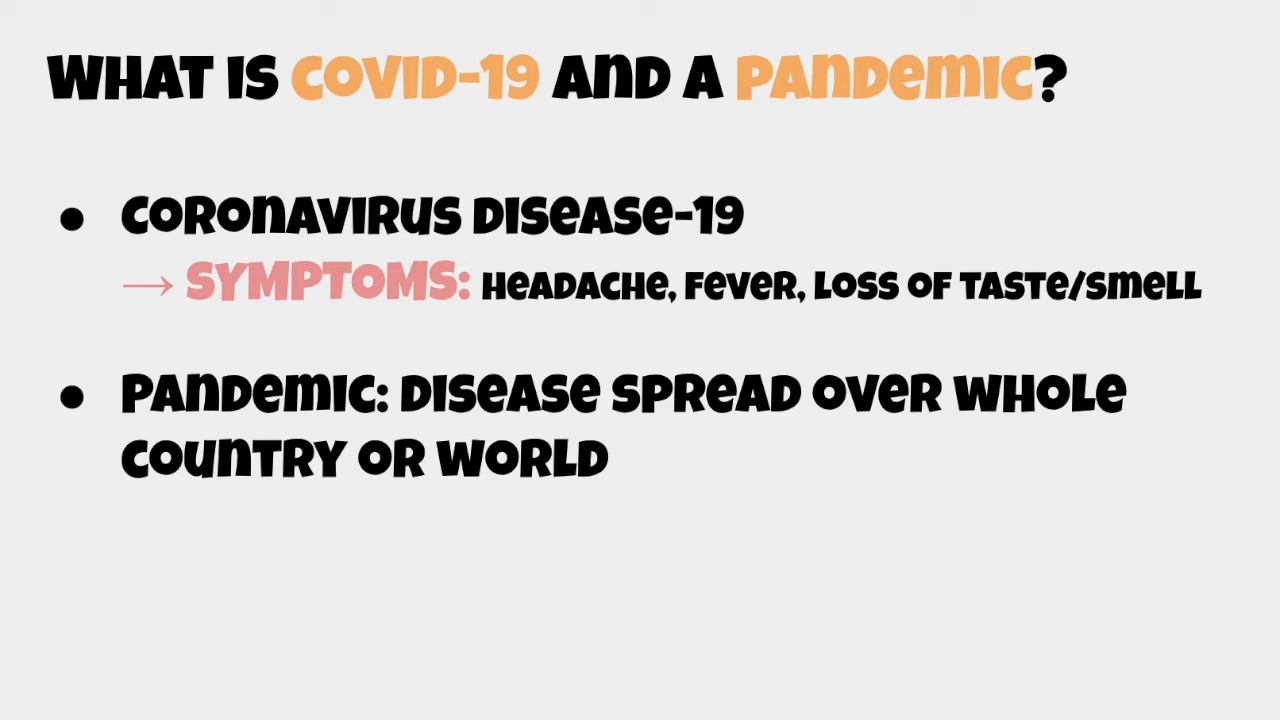 WHAT IS COVID-19 AND A PANDEMIC?
● CORONAVIRUS DISEASE-19
→ SYMPTOMS: HEADACHE, FEVER, LOSS OF TASTE/SMELL
● PANDEMIC: DISEASE SPREAD OVER WHOLE
COUNTRY OR WORLD